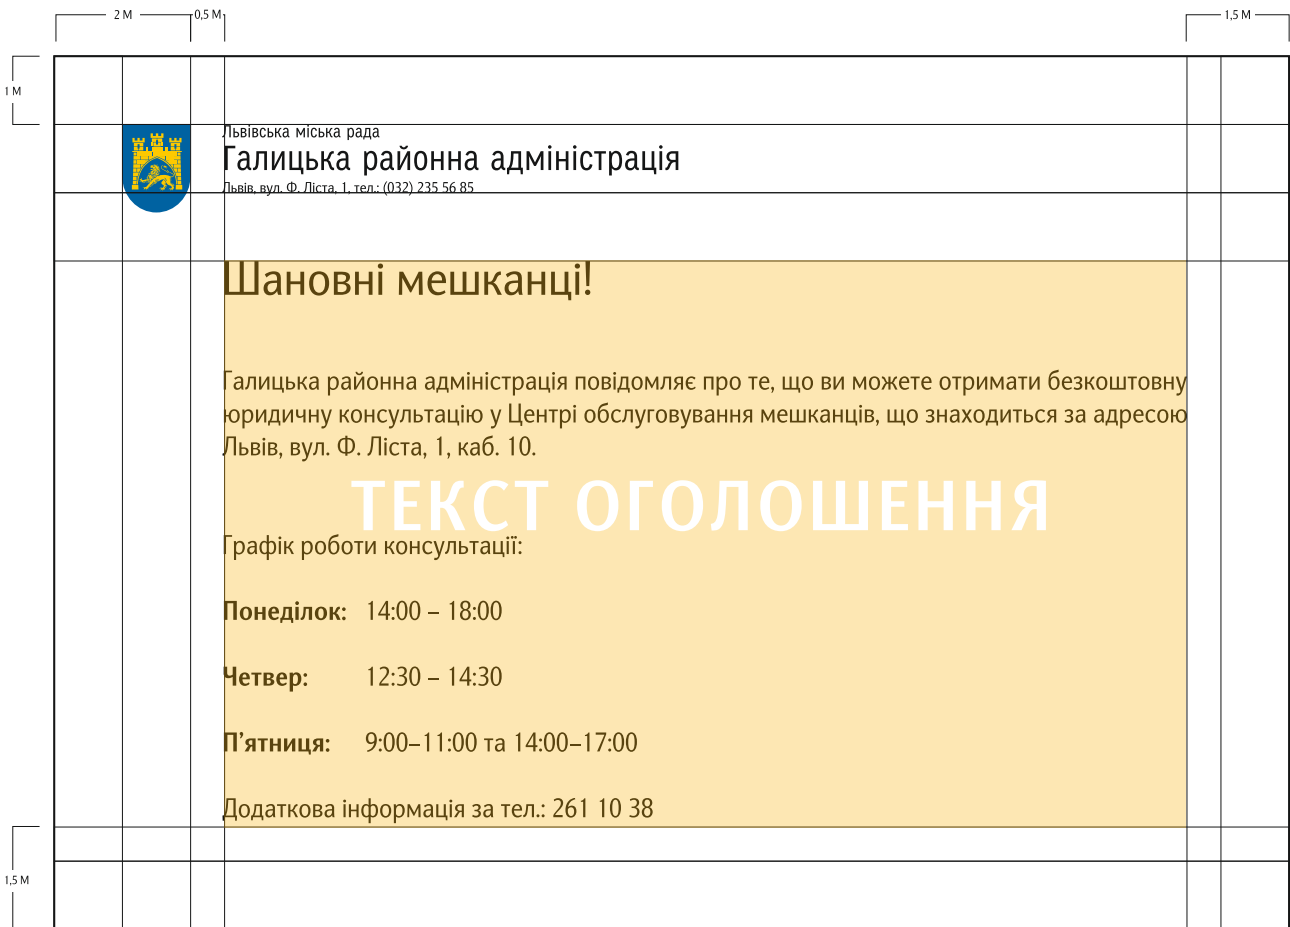 2 М
0,5 М
1,5 М
1 М
Львівська міська рада
Галицька районна адміністрація
Львів, вул. Ф. Ліста, 1, тел.: (032) 235 56 85
Шановні мешканці!
Галицька районна адміністрація повідомляє про те, що ви можете отримати безкоштовну
юридичну консультацію у Центрі обслуговування мешканців, що знаходиться за адресою
Львів, вул. Ф. Ліста, 1, каб. 10.
ТЕКСТ ОГОЛОШЕННЯ
Графік роботи консультації:
Понеділок: 14:00 – 18:00
Четвер: 12:30 – 14:30
П’ятниця: 9:00–11:00 та 14:00–17:00
Додаткова інформація за тел.: 261 10 38
1,5 М